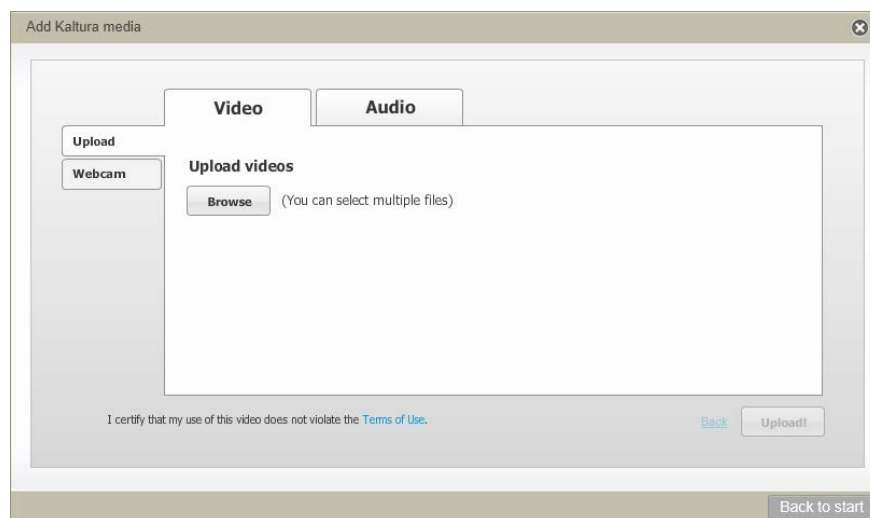 Add Kaltura media
Video
Audio
Upload
Webcam
Upload videos
Browse (You can select multiple files)
I certify that my use of this video does not violate the Terms of Use.
Back
Upload!
Back to start